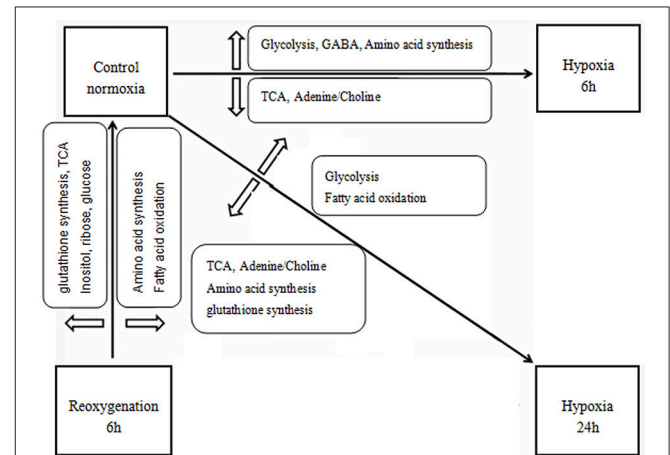 Control
normoxia
Glycolysis, GABA, Amino acid synthesis
TCA, Adenine/Choline
Hypoxia
6h
glutathione synthesis, TCA
Inositol, ribose, glucose
Amino acid synthesis
Fatty acid oxidation
Glycolysis
Fatty acid oxidation
TCA, Adenine/Choline
Amino acid synthesis
glutathione synthesis
Reoxygenation
6h
Hypoxia
24h